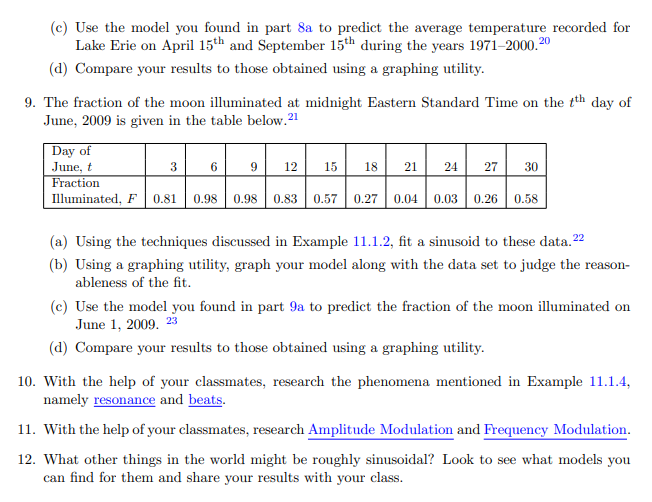 (c) Use the model you found in part 8a to predict the average temperature recorded for
Lake Erie on April 15th and September 15th during the years 1971–2000.20
(d) Compare your results to those obtained using a graphing utility.
9. The fraction of the moon illuminated at midnight Eastern Standard Time on the tth day of
June, 2009 is given in the table below.21
Day of
June, t 3 6 9 12 15 18 21 24 27 30
Fraction
Illuminated, F 0.81 0.98 0.98 0.83 0.57 0.27 0.04 0.03 0.26 0.58
(a) Using the techniques discussed in Example 11.1.2, fit a sinusoid to these data.22
(b) Using a graphing utility, graph your model along with the data set to judge the reason-
ableness of the fit.
(c) Use the model you found in part 9a to predict the fraction of the moon illuminated on
June 1, 2009. 23
(d) Compare your results to those obtained using a graphing utility.
10. With the help of your classmates, research the phenomena mentioned in Example 11.1.4,
namely resonance and beats.
11. With the help of your classmates, research Amplitude Modulation and Frequency Modulation.
12. What other things in the world might be roughly sinusoidal? Look to see what models you
can find for them and share your results with your class.